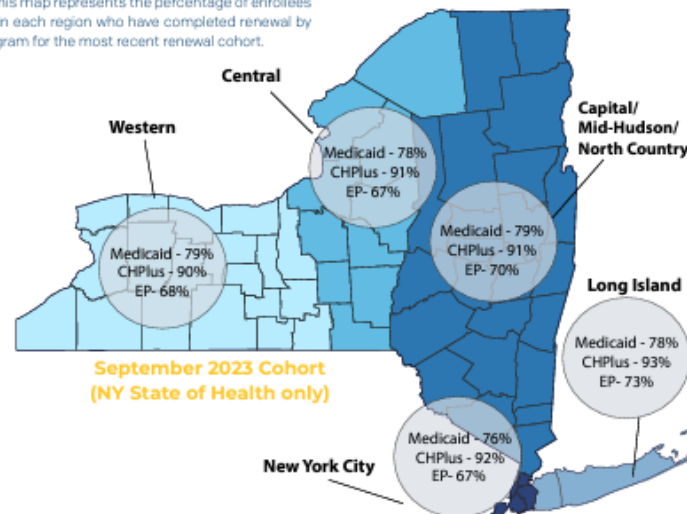 his map represents the percentage of enrollees
n each region who have completed renewal by
gram for the most recent renewal cohort.
Central
Western
Capital/
Mid-Hudson/
North Country
Medicaid - 78%
CHPlus - 91%
EP- 67%
Medicaid - 79%
CHPlus - 91%
EP- 70%
Medicaid - 79%
CHPlus - 90%
EP- 68%
Long Island
Medicaid - 78%
CHPlus - 93%
EP- 73%
September 2023 Cohort
(NY State of Health only)
Medicaid - 76%
CHPlus - 92%
EP- 67%
New York City